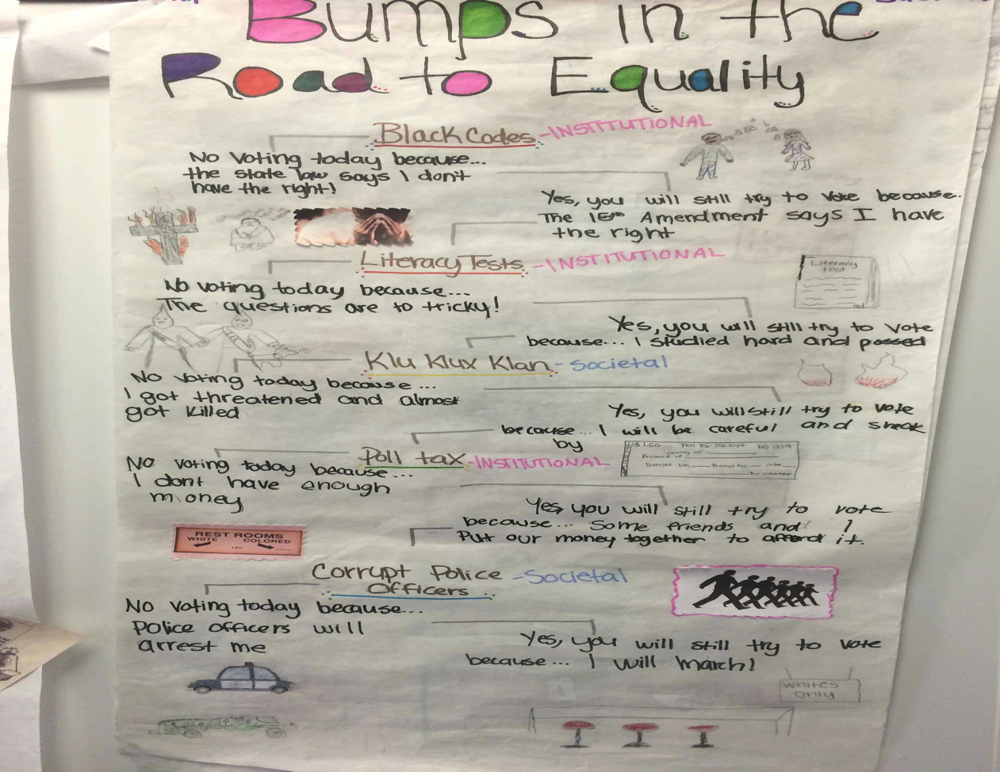 Bumps in the
Road to Equality
Black Codes - INSTITUTIONAL
No voting today because...
the state law says I don't
have the right!
Yes, you will still try to vote because.
The 15th Amendment says I have
the right
Literacy Tests - INSTITUTIONAL
No voting today because...
The questions are to tricky!
Literacy
test
Yes, you will still try to vote
because... I studied hard and passed
Klu Klux Klan - Societal
No voting today because...
I got threatened and almost
got killed
Yes, you will still try to vote
because... I will be careful and sneak
by
Poll tax - INSTITUTIONAL
$1.50 Poll Tax Receipt No
No voting today because...
I dont have enough
money
Yes you will still try to vote
because... Some friends and I
Put our money together to afford it.
REST ROOMS
WHITE COLORED
Corrupt Police - Societal
Officers
No voting today because...
Police officers will
arrest me
Yes, you will still try to vote
because... I will march!
WHITES
ONLY